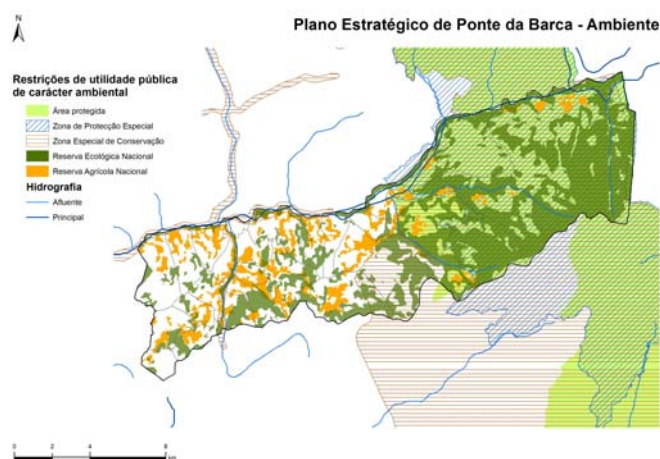 N
Plano Estratégico de Ponte da Barca - Ambiente
Restrições de utilidade pública
de carácter ambiental
Área protegida
Zona de Protecção Especial
Zona Especial de Conservação
Reserva Ecológica Nacional
Reserva Agrícola Nacional
Hidrografia
Afluente
Principal
0 2 4 8
km